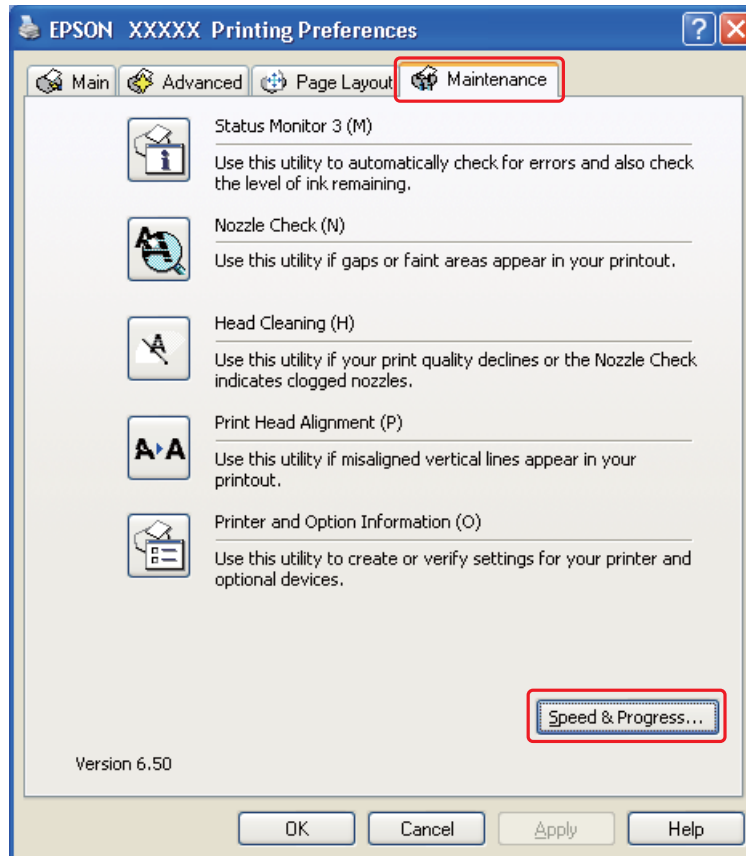 EPSON XXXXX Printing Preferences
Main Advanced Page Layout Maintenance
Status Monitor 3 (M)
Use this utility to automatically check for errors and also check
the level of ink remaining.
Nozzle Check (N)
Use this utility if gaps or faint areas appear in your printout.
Head Cleaning (H)
Use this utility if your print quality declines or the Nozzle Check
indicates clogged nozzles.
Print Head Alignment (P)
Use this utility if misaligned vertical lines appear in your
printout.
Printer and Option Information (O)
Use this utility to create or verify settings for your printer and
optional devices.
Speed & Progress...
Version 6.50
OK Cancel Apply Help